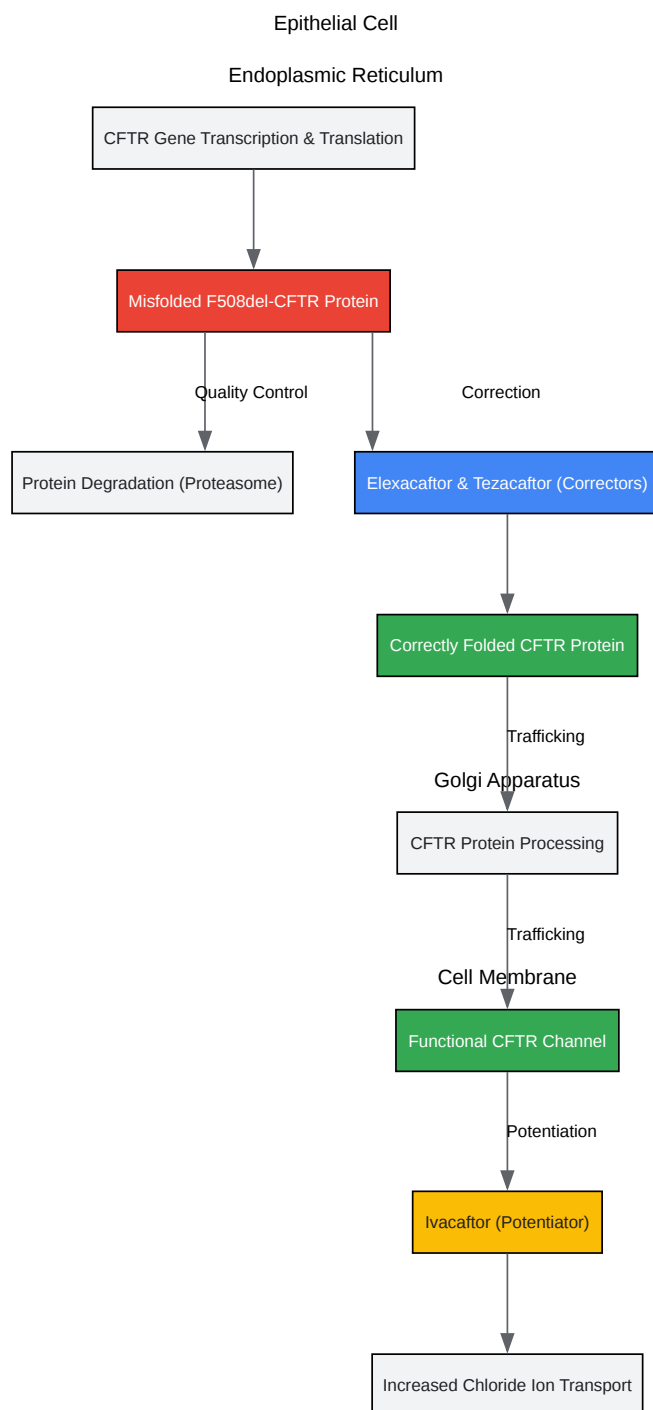 Epithelial Cell
Endoplasmic Reticulum
CFTR Gene Transcription & Translation
Misfolded F508del-CFTR Protein
Quality Control
Correction
Protein Degradation (Proteasome)
Elexacaftor & Tezacaftor (Correctors)
Correctly Folded CFTR Protein
Trafficking
Golgi Apparatus
CFTR Protein Processing
Trafficking
Cell Membrane
Functional CFTR Channel
Potentiation
Ivacaftor (Potentiator)
Increased Chloride Ion Transport